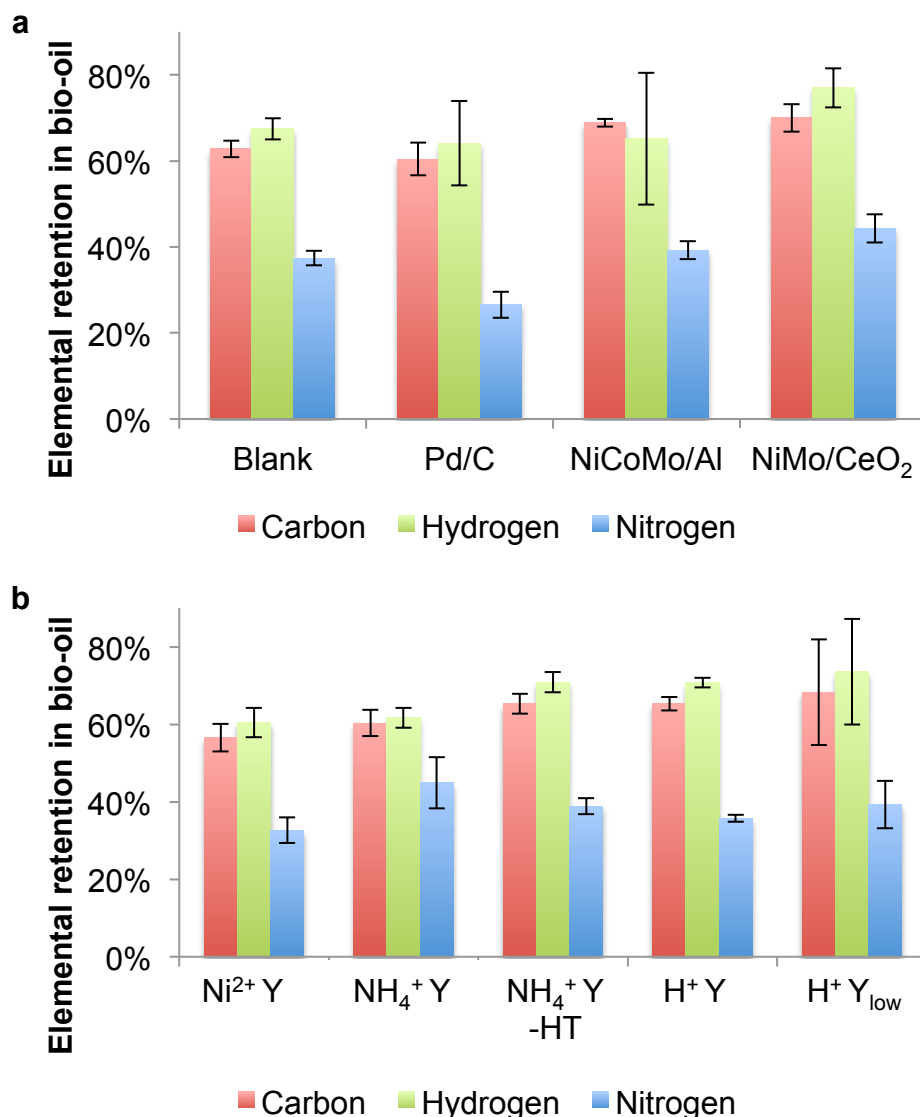 a
Elemental retention in bio-oil
80%
60%
40%
20%
0%
Blank Pd/C NiCoMo/Al NiMo/CeO₂
Carbon Hydrogen Nitrogen
b
Elemental retention in bio-oil
80%
60%
40%
20%
0%
Ni²⁺ Y NH₄⁺ Y NH₄⁺ Y H⁺ Y H⁺ Y_low
-HT
Carbon Hydrogen Nitrogen